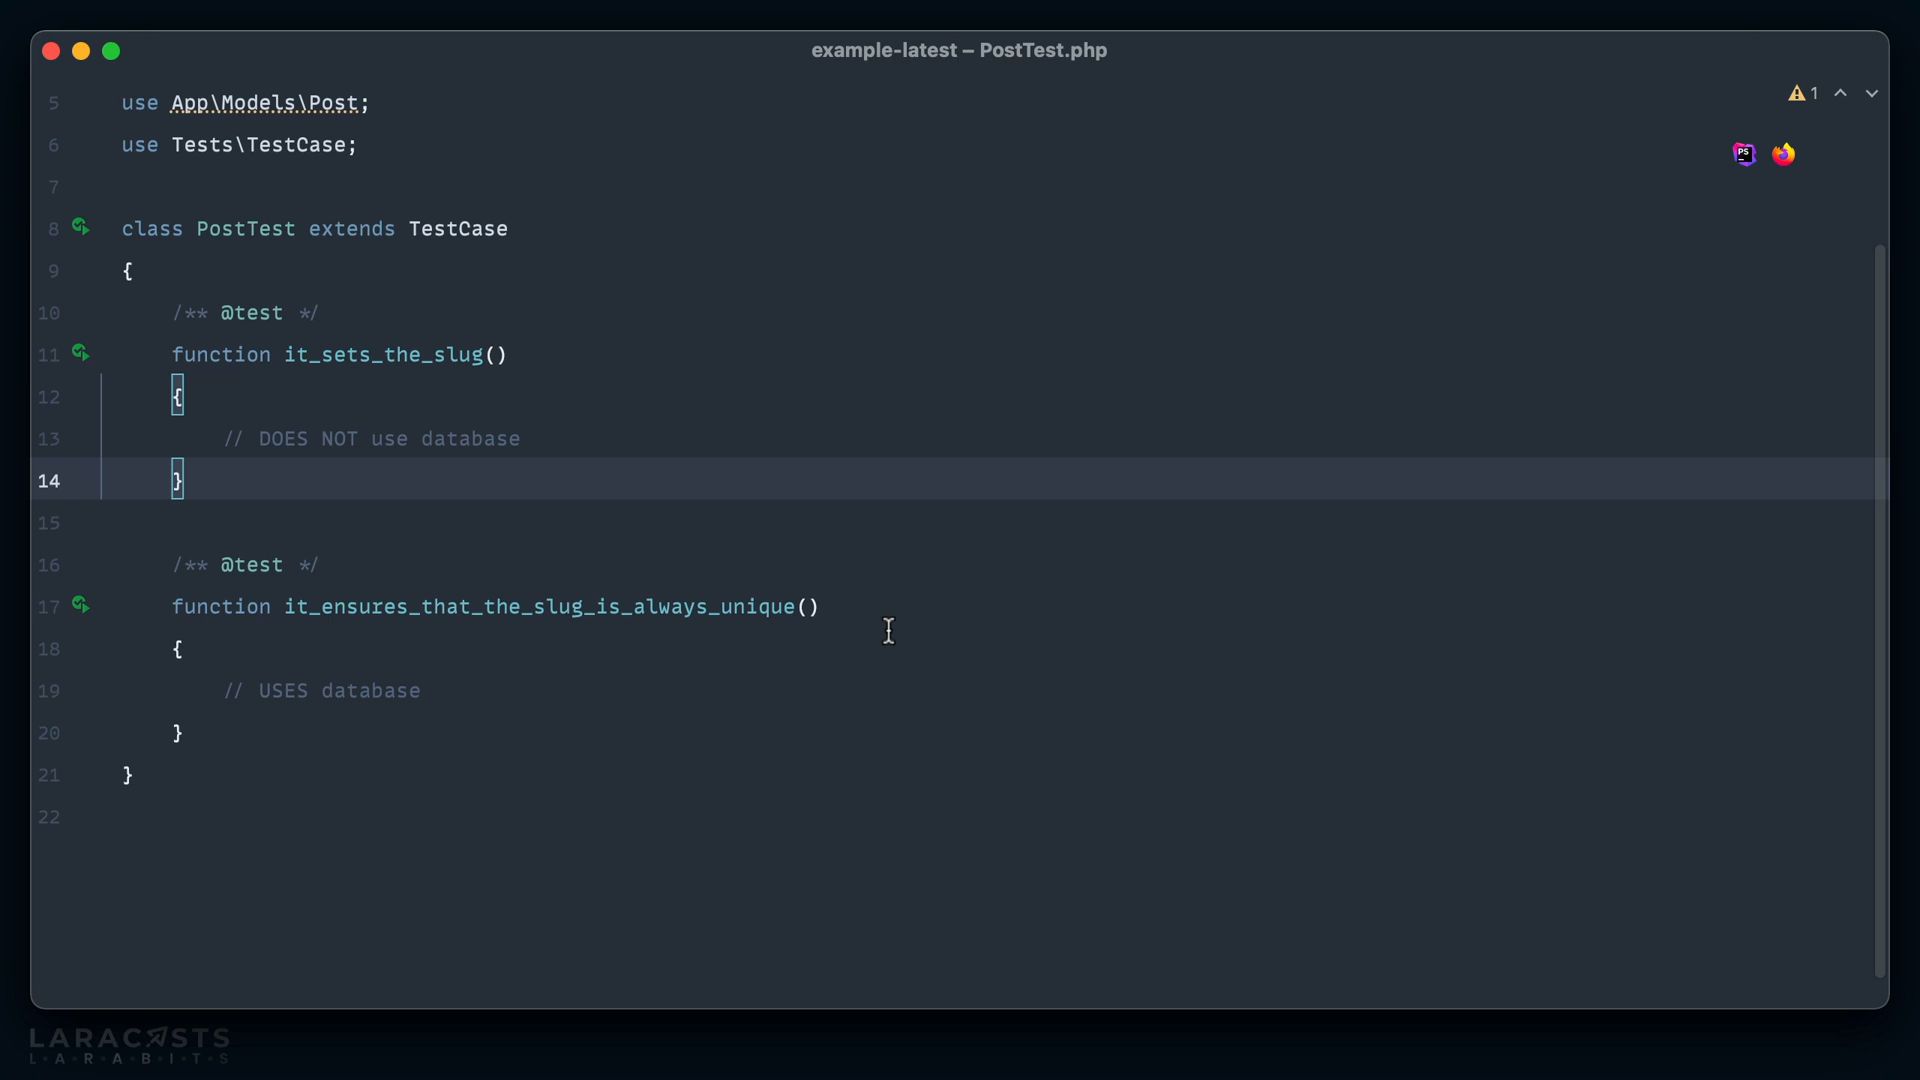 example-latest – PostTest.php
5 use App\Models\Post;
1
6 use Tests\TestCase;
PS
7
8 class PostTest extends TestCase
9 {
10 /** @test */
11 function it_sets_the_slug()
12 {
13 // DOES NOT use database
14 }
15
16 /** @test */
17 function it_ensures_that_the_slug_is_always_unique()
18 {
19 // USES database
20 }
21 }
22
LARACASTS
L·A·R·A·B·I·T·S